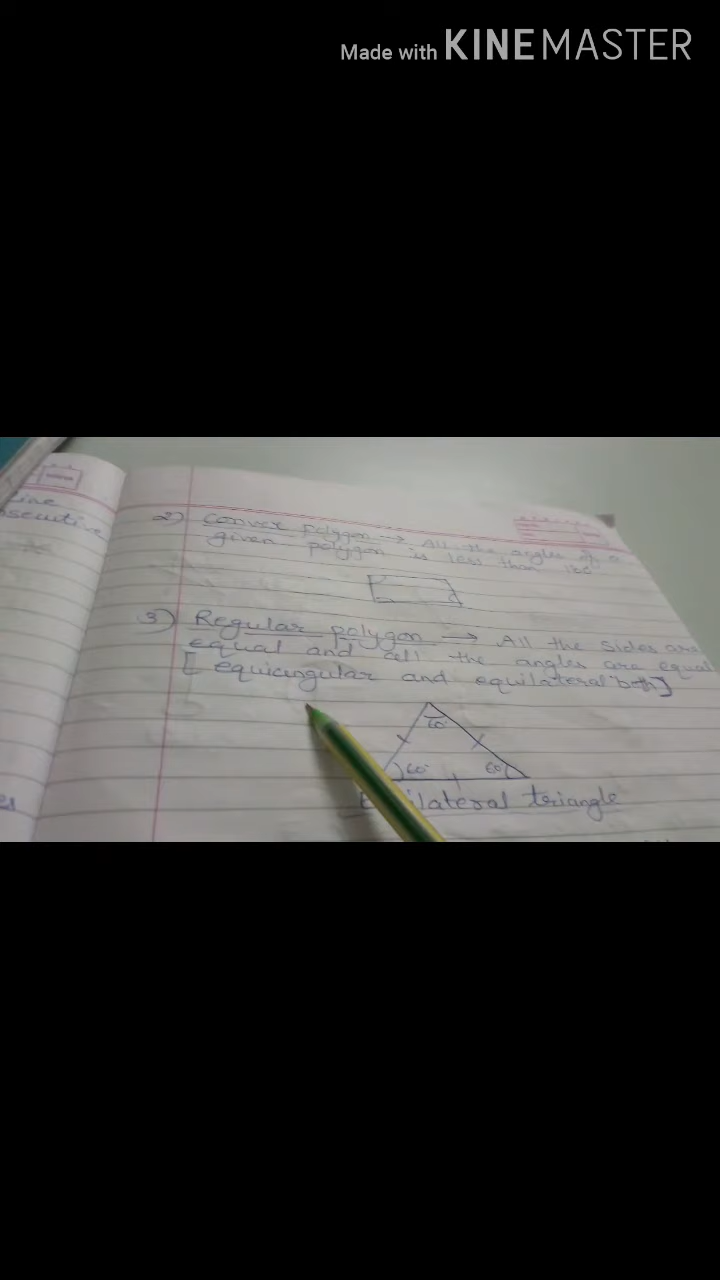 Made with KINEMASTER
line
2) Convex polygon → All the angles of a
given polygon is less than 180°
3) Regular polygon → All the sides are
equal and all the angles are equal
[ equiangular and equilateral both]
60°
60° 60°
triangle